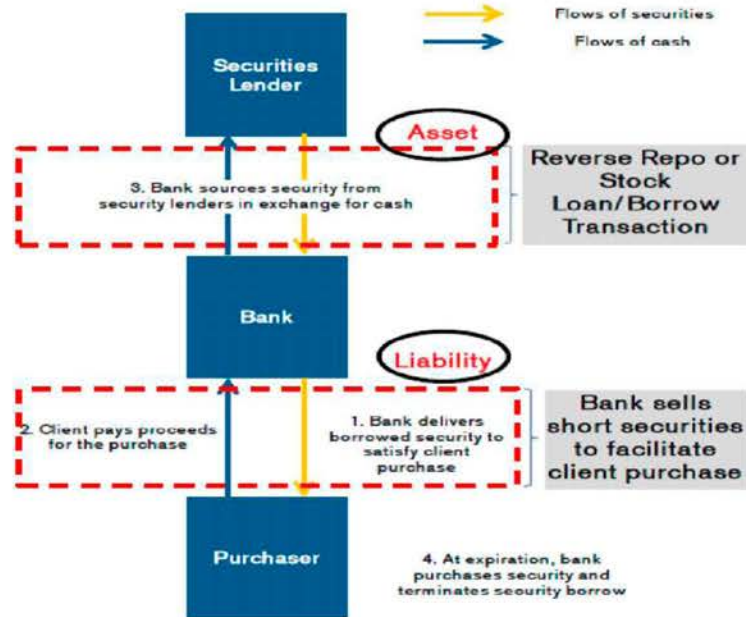 Flows of securities
Flows of cash
Securities
Lender
Asset
3. Bank sources security from
security lenders in exchange for cash
Reverse Repo or
Stock
Loan/Borrow
Transaction
Bank
Liability
2. Client pays proceeds
for the purchase
1. Bank delivers
borrowed security to
satisfy client
purchase
Bank sells
short securities
to facilitate
client purchase
Purchaser
4. At expiration, bank
purchases security and
terminates security borrow